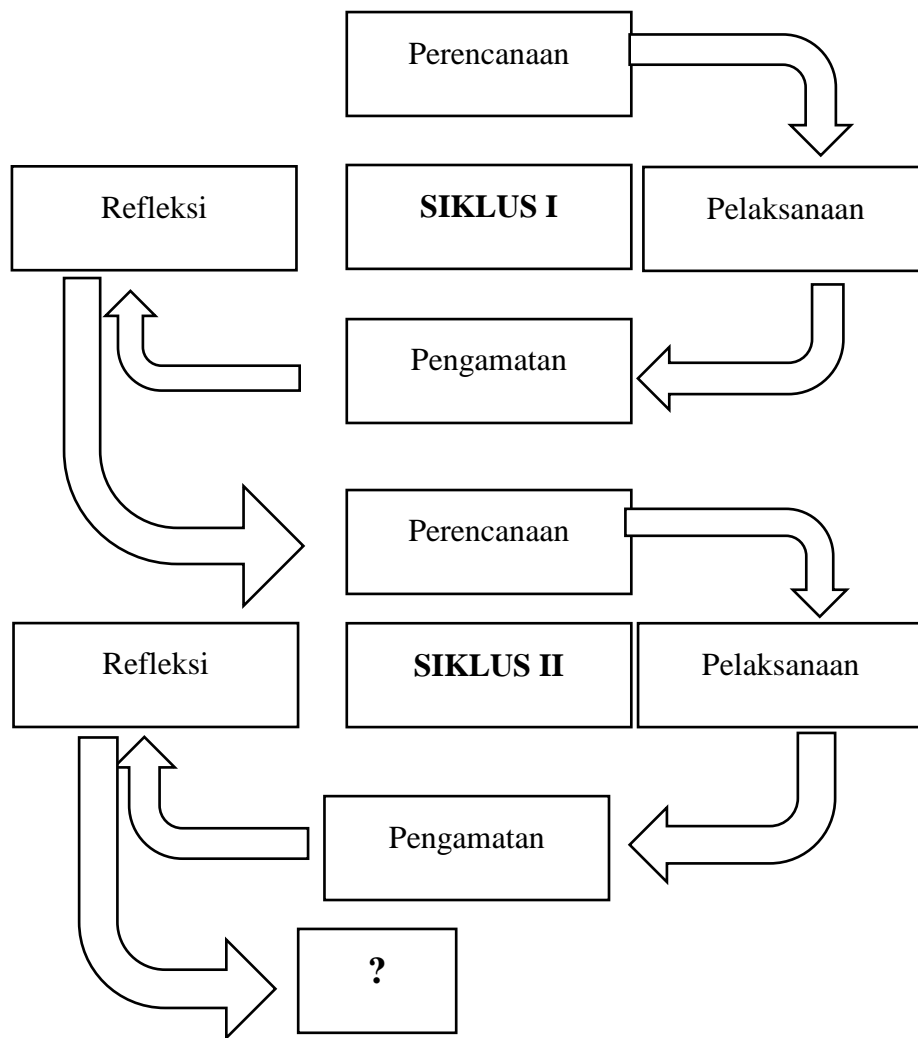 Perencanaan
Refleksi
SIKLUS I
Pelaksanaan
Pengamatan
Perencanaan
Refleksi
SIKLUS II
Pelaksanaan
Pengamatan
?